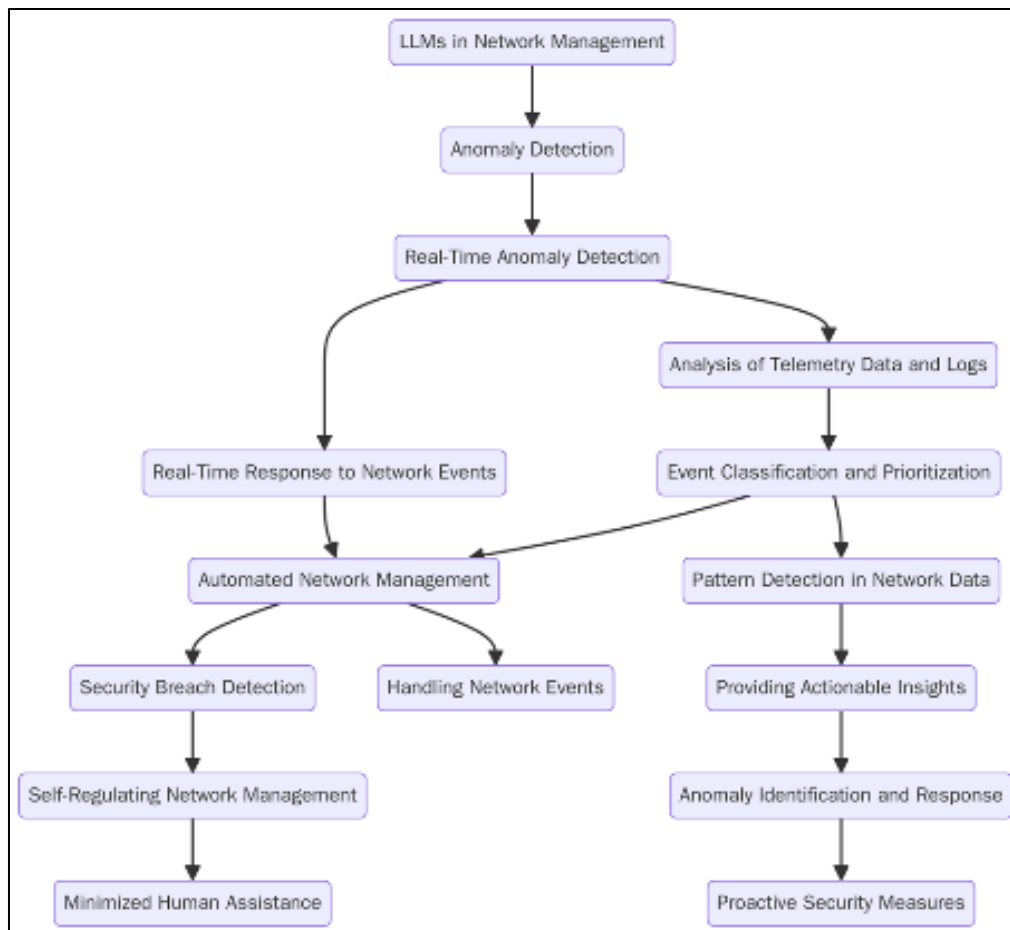 LLMs in Network Management
Anomaly Detection
Real-Time Anomaly Detection
Analysis of Telemetry Data and Logs
Real-Time Response to Network Events
Event Classification and Prioritization
Automated Network Management
Pattern Detection in Network Data
Security Breach Detection
Handling Network Events
Providing Actionable Insights
Self-Regulating Network Management
Anomaly Identification and Response
Minimized Human Assistance
Proactive Security Measures